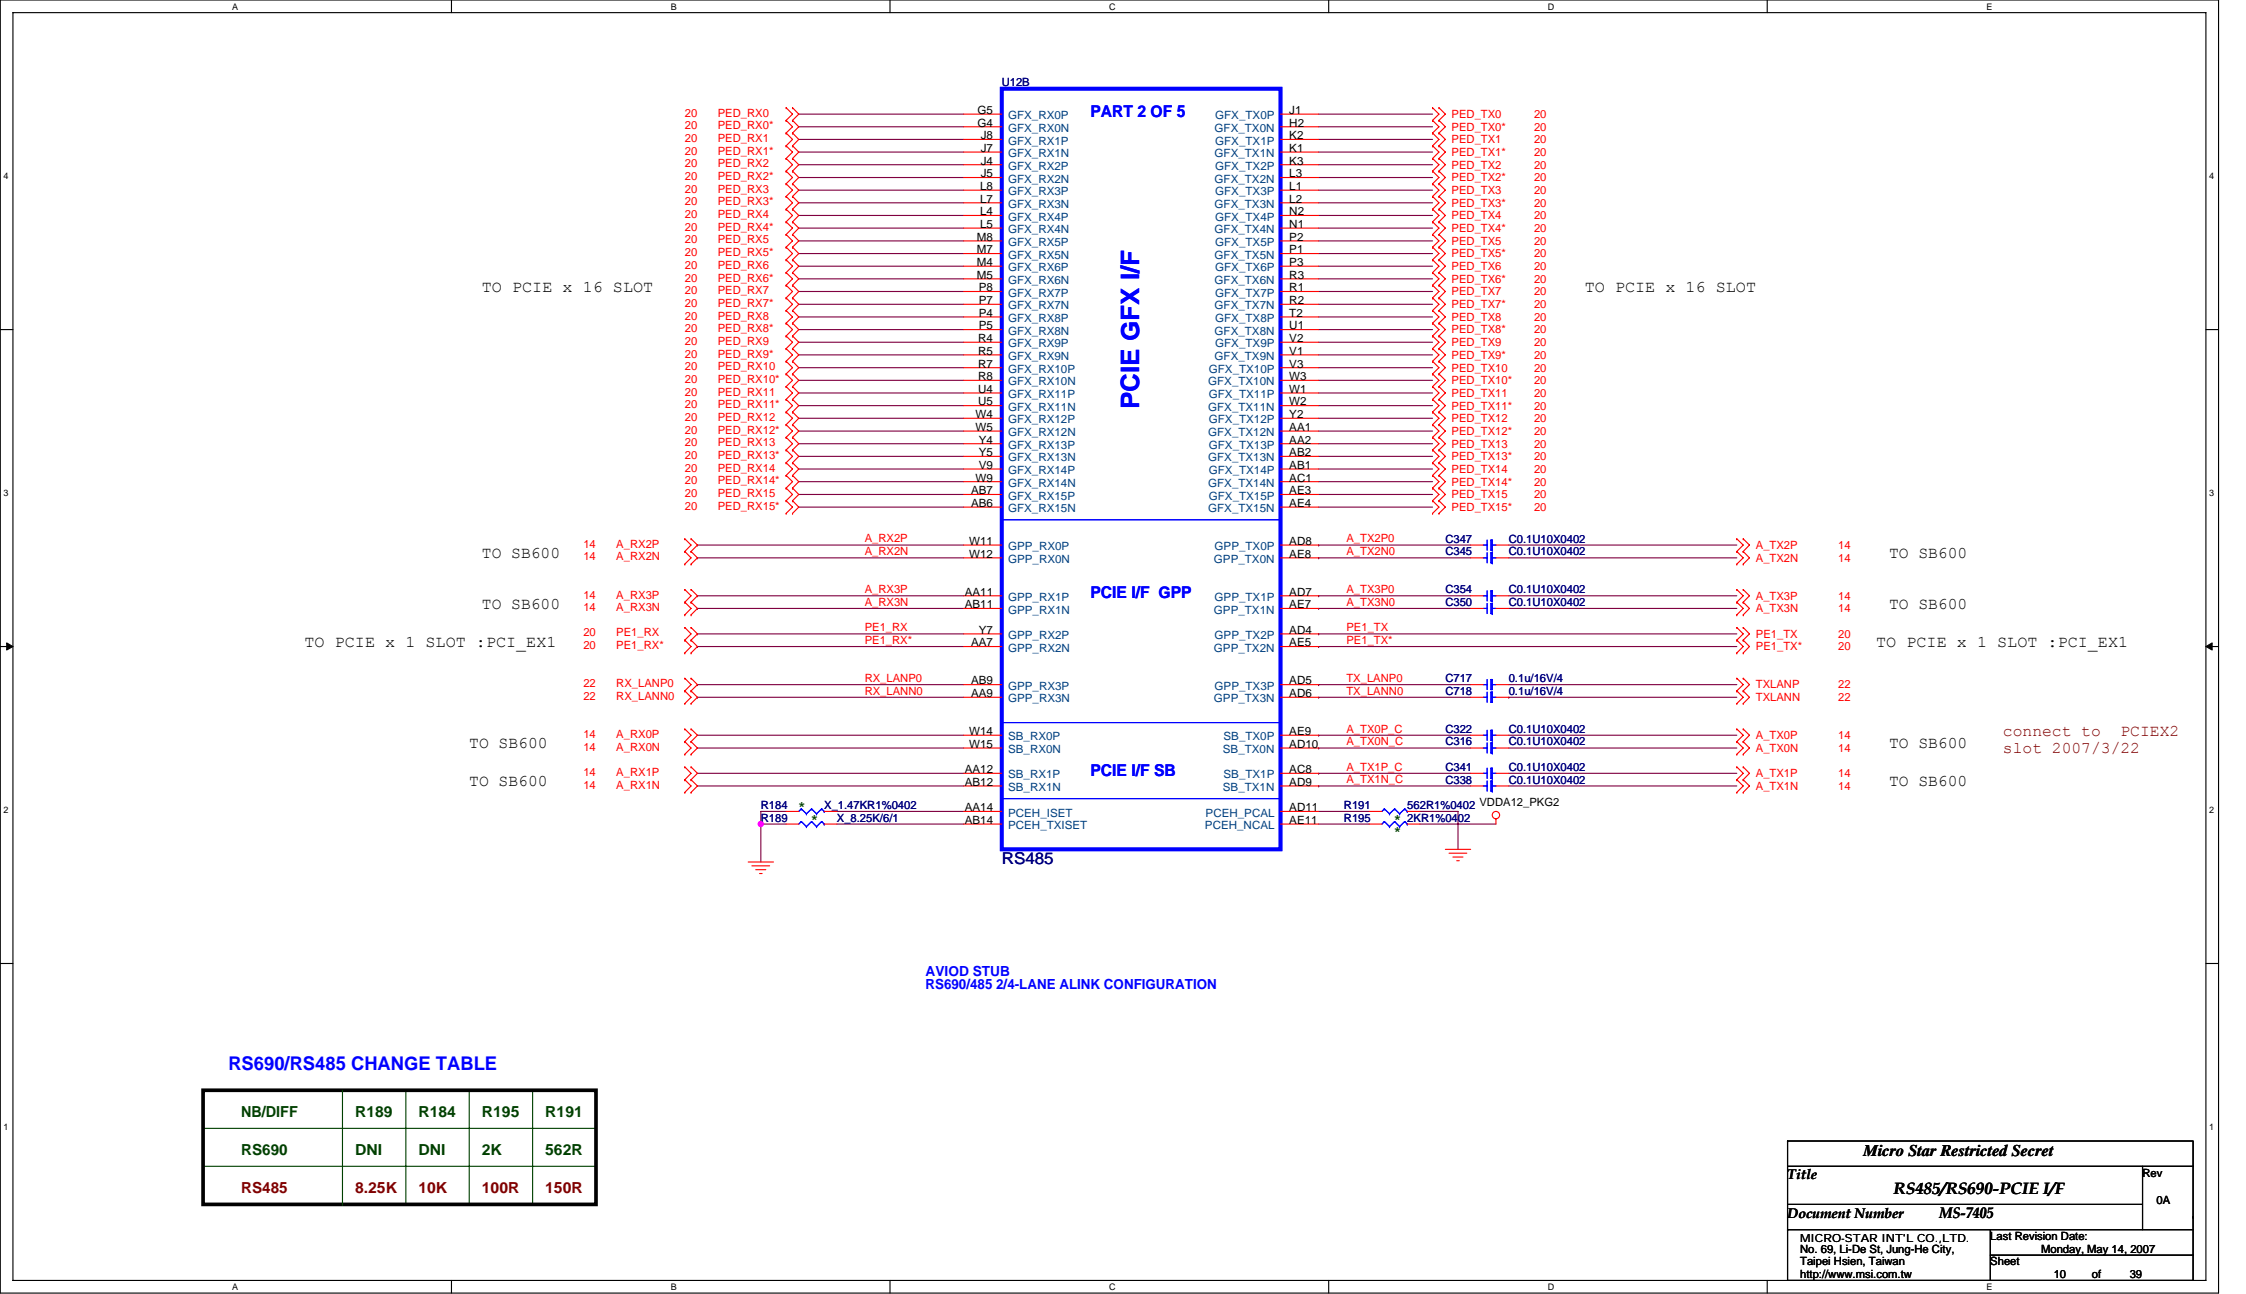 A B C D E
U12B
PART 2 OF 5
20 PED_RX0 G5 GFX_RX0P GFX_TX0P J1 PED_TX0 20
20 PED_RX0* G4 GFX_RX0N GFX_TX0N H2 PED_TX0* 20
20 PED_RX1 J8 GFX_RX1P GFX_TX1P K2 PED_TX1 20
20 PED_RX1* J7 GFX_RX1N GFX_TX1N K1 PED_TX1* 20
20 PED_RX2 J4 GFX_RX2P GFX_TX2P K3 PED_TX2 20
20 PED_RX2* J5 GFX_RX2N GFX_TX2N L3 PED_TX2* 20
4 4
20 PED_RX3 L8 GFX_RX3P GFX_TX3P L1 PED_TX3 20
20 PED_RX3* L7 GFX_RX3N GFX_TX3N L2 PED_TX3* 20
20 PED_RX4 L4 GFX_RX4P GFX_TX4P N2 PED_TX4 20
20 PED_RX4* L5 GFX_RX4N GFX_TX4N N1 PED_TX4* 20
20 PED_RX5 M8 GFX_RX5P GFX_TX5P P2 PED_TX5 20
20 PED_RX5* M7 GFX_RX5N GFX_TX5N P1 PED_TX5* 20
20 PED_RX6 M4 GFX_RX6P GFX_TX6P P3 PED_TX6 20
20 PED_RX6* M5 GFX_RX6N GFX_TX6N R3 PED_TX6* 20
TO PCIE x 16 SLOT
20 PED_RX7 P8 GFX_RX7P GFX_TX7P R1 PED_TX7 20
TO PCIE x 16 SLOT
20 PED_RX7* P7 GFX_RX7N GFX_TX7N R2 PED_TX7* 20
20 PED_RX8 P4 GFX_RX8P GFX_TX8P T2 PED_TX8 20
20 PED_RX8* P5 GFX_RX8N GFX_TX8N U1 PED_TX8* 20
PCIE GFX I/F
20 PED_RX9 R4 GFX_RX9P GFX_TX9P V2 PED_TX9 20
20 PED_RX9* R5 GFX_RX9N GFX_TX9N V1 PED_TX9* 20
20 PED_RX10 R7 GFX_RX10P GFX_TX10P V3 PED_TX10 20
20 PED_RX10* R8 GFX_RX10N GFX_TX10N W3 PED_TX10* 20
20 PED_RX11 U4 GFX_RX11P GFX_TX11P W1 PED_TX11 20
20 PED_RX11* U5 GFX_RX11N GFX_TX11N W2 PED_TX11* 20
20 PED_RX12 W4 GFX_RX12P GFX_TX12P Y2 PED_TX12 20
20 PED_RX12* W5 GFX_RX12N GFX_TX12N AA1 PED_TX12* 20
20 PED_RX13 Y4 GFX_RX13P GFX_TX13P AA2 PED_TX13 20
20 PED_RX13* Y5 GFX_RX13N GFX_TX13N AB2 PED_TX13* 20
20 PED_RX14 V9 GFX_RX14P GFX_TX14P AB1 PED_TX14 20
20 PED_RX14* W9 GFX_RX14N GFX_TX14N AC1 PED_TX14* 20
3 3
20 PED_RX15 AB7 GFX_RX15P GFX_TX15P AE3 PED_TX15 20
20 PED_RX15* AB6 GFX_RX15N GFX_TX15N AE4 PED_TX15* 20
14 A_RX2P A_RX2P W11 GPP_RX0P GPP_TX0P AD8 A_TX2P0 C347 C0.1U10X0402 A_TX2P 14
TO SB600 TO SB600
14 A_RX2N A_RX2N W12 GPP_RX0N GPP_TX0N AE8 A_TX2N0 C345 C0.1U10X0402 A_TX2N 14
PCIE I/F GPP
14 A_RX3P A_RX3P AA11 GPP_RX1P GPP_TX1P AD7 A_TX3P0 C354 C0.1U10X0402 A_TX3P 14
TO SB600 TO SB600
14 A_RX3N A_RX3N AB11 GPP_RX1N GPP_TX1N AE7 A_TX3N0 C350 C0.1U10X0402 A_TX3N 14
20 PE1_RX PE1_RX Y7 GPP_RX2P GPP_TX2P AD4 PE1_TX PE1_TX 20
TO PCIE x 1 SLOT :PCI_EX1 TO PCIE x 1 SLOT :PCI_EX1
20 PE1_RX* PE1_RX* AA7 GPP_RX2N GPP_TX2N AE5 PE1_TX* PE1_TX* 20
22 RX_LANP0 RX_LANP0 AB9 GPP_RX3P GPP_TX3P AD5 TX_LANP0 C717 0.1u/16V/4 TXLANP 22
22 RX_LANN0 RX_LANN0 AA9 GPP_RX3N GPP_TX3N AD6 TX_LANN0 C718 0.1u/16V/4 TXLANN 22
14 A_RX0P W14 SB_RX0P SB_TX0P AE9 A_TX0P_C C322 C0.1U10X0402 A_TX0P 14
TO SB600 TO SB600
14 A_RX0N W15 SB_RX0N SB_TX0N AD10 A_TX0N_C C316 C0.1U10X0402 A_TX0N 14
connect to PCIEX2
slot 2007/3/22
PCIE I/F SB
14 A_RX1P AA12 SB_RX1P SB_TX1P AC8 A_TX1P_C C341 C0.1U10X0402 A_TX1P 14
TO SB600 TO SB600
14 A_RX1N AB12 SB_RX1N SB_TX1N AD9 A_TX1N_C C338 C0.1U10X0402 A_TX1N 14
R184 * X_1.47KR1%0402 AA14 PCEH_ISET PCEH_PCAL AD11 R191 * 562R1%0402 VDDA12_PKG2
2 2
R189 * X_8.25K/6/1 AB14 PCEH_TXISET PCEH_NCAL AE11 R195 * 2KR1%0402
RS485
AVIOD STUB
RS690/485 2/4-LANE ALINK CONFIGURATION
RS690/RS485 CHANGE TABLE
NB/DIFF R189 R184 R195 R191
1 1
RS690 DNI DNI 2K 562R
RS485 8.25K 10K 100R 150R
Micro Star Restricted Secret
Title
RS485/RS690-PCIE I/F
Rev
0A
Document Number MS-7405
MICRO-STAR INT'L CO.,LTD.
No. 69, Li-De St, Jung-He City,
Taipei Hsien, Taiwan
http://www.msi.com.tw
Last Revision Date:
Monday, May 14, 2007
Sheet
10 of 39
A B C D E